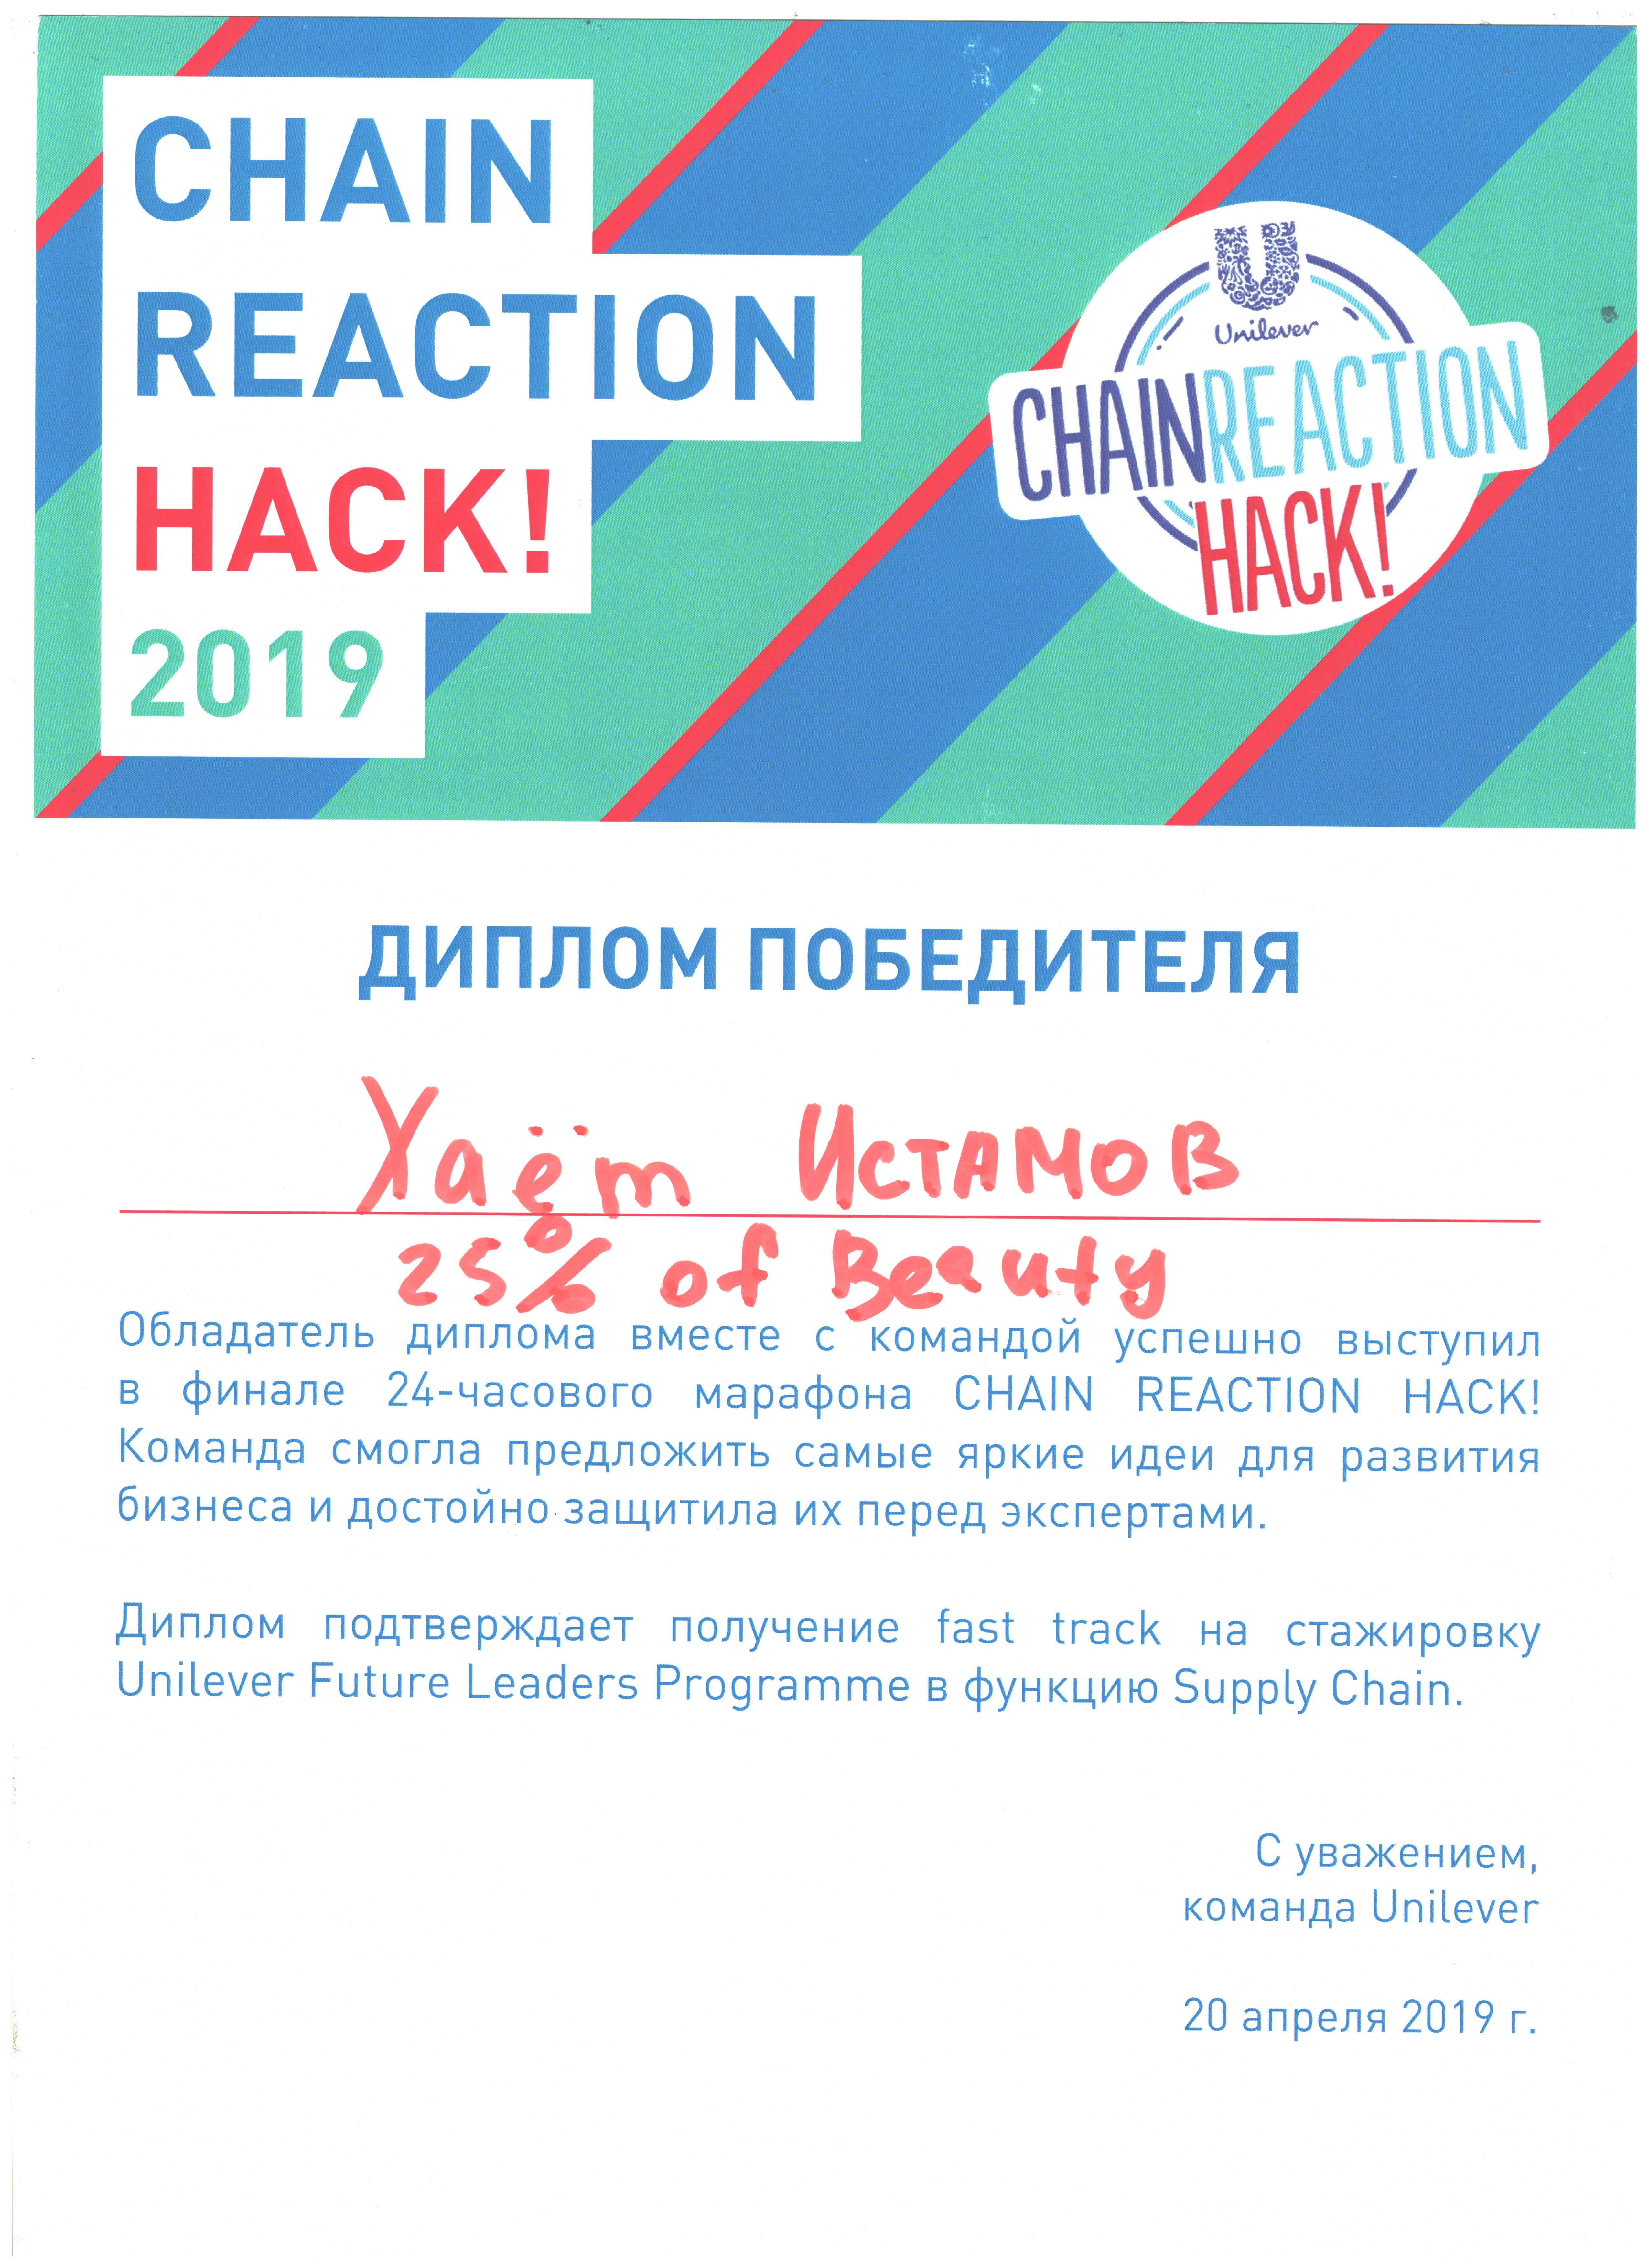 CHAIN
REACTION
HACK!
2019
Unilever
CHAINREACTION
HACK!
ДИПЛОМ ПОБЕДИТЕЛЯ
Хаёт Истамов
25% of Beauty
Обладатель диплома вместе с командой успешно выступил
в финале 24-часового марафона CHAIN REACTION HACK!
Команда смогла предложить самые яркие идеи для развития
бизнеса и достойно защитила их перед экспертами.
Диплом подтверждает получение fast track на стажировку
Unilever Future Leaders Programme в функцию Supply Chain.
С уважением,
команда Unilever
20 апреля 2019 г.